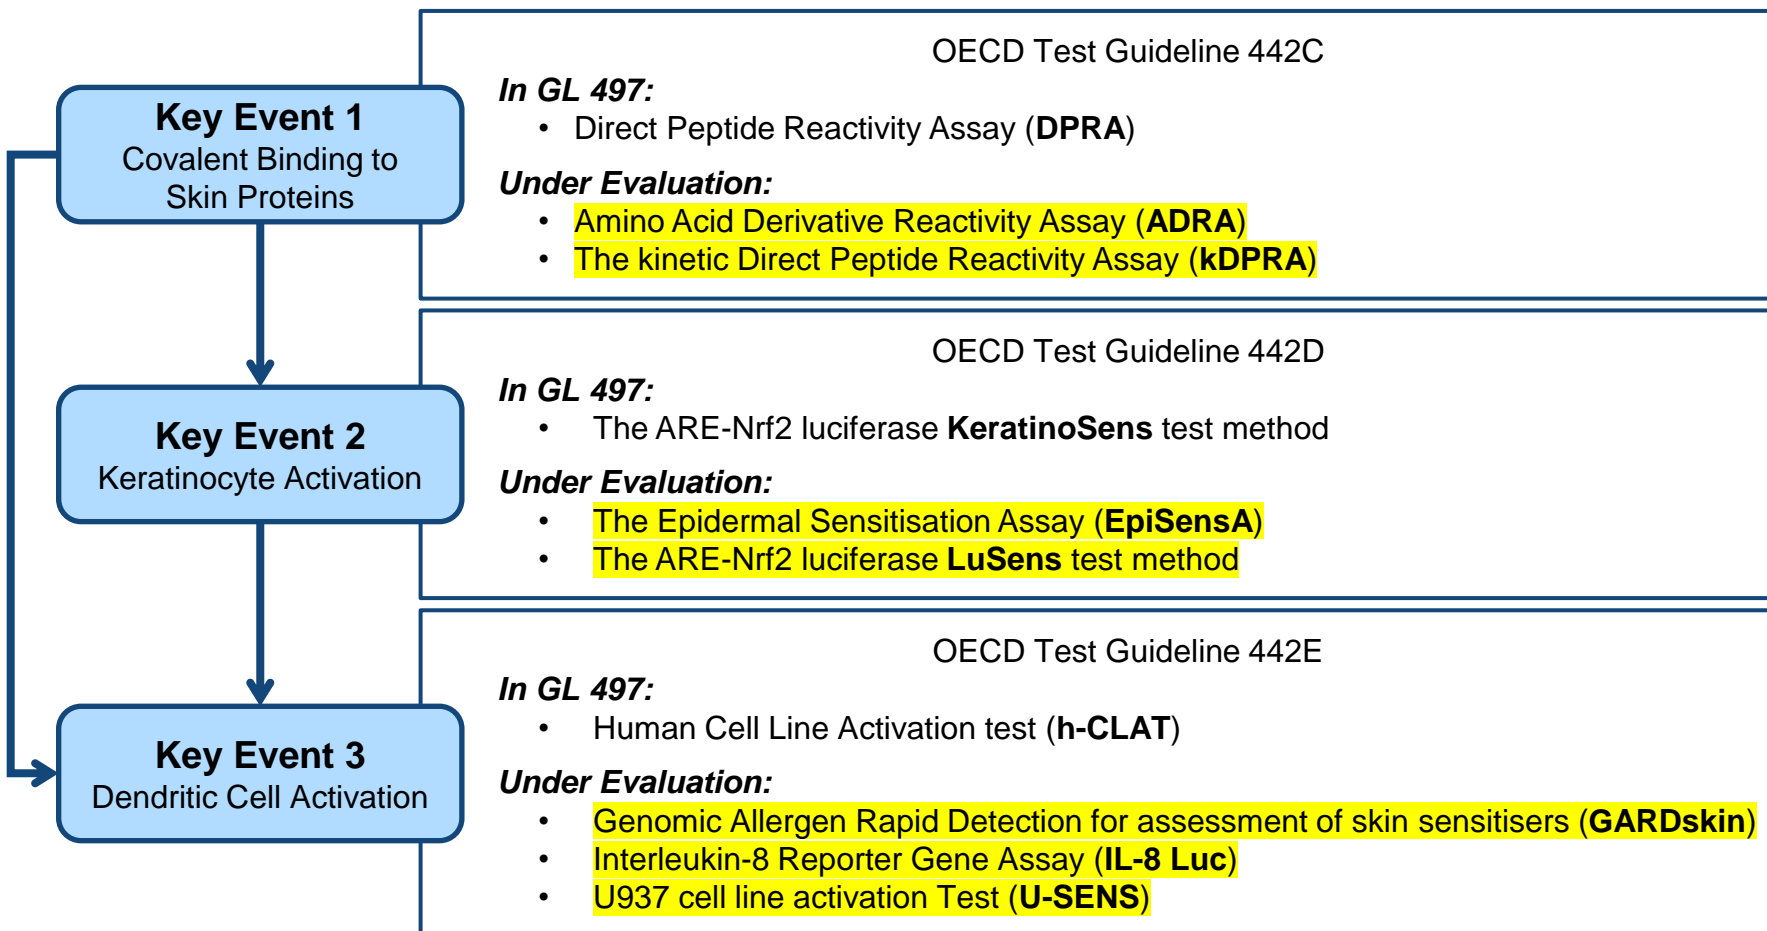 OECD Test Guideline 442C
Key Event 1
Covalent Binding to
Skin Proteins
In GL 497:
• Direct Peptide Reactivity Assay (DPRA)
Under Evaluation:
• Amino Acid Derivative Reactivity Assay (ADRA)
• The kinetic Direct Peptide Reactivity Assay (kDPRA)
OECD Test Guideline 442D
Key Event 2
Keratinocyte Activation
In GL 497:
• The ARE-Nrf2 luciferase KeratinoSens test method
Under Evaluation:
• The Epidermal Sensitisation Assay (EpiSensA)
• The ARE-Nrf2 luciferase LuSens test method
OECD Test Guideline 442E
Key Event 3
Dendritic Cell Activation
In GL 497:
• Human Cell Line Activation test (h-CLAT)
Under Evaluation:
• Genomic Allergen Rapid Detection for assessment of skin sensitisers (GARDskin)
• Interleukin-8 Reporter Gene Assay (IL-8 Luc)
• U937 cell line activation Test (U-SENS)